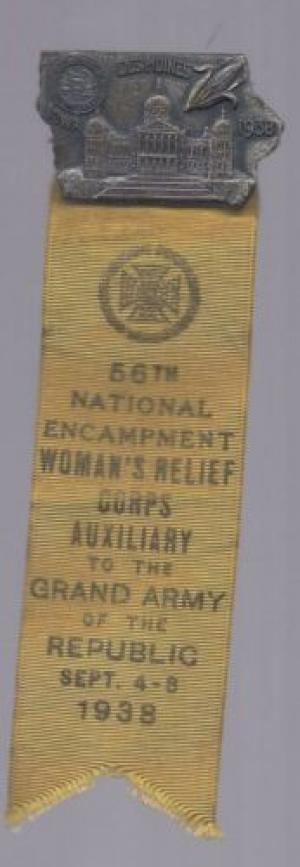 DES MOINES
IOWA
1938
56TH
NATIONAL
ENCAMPMENT
WOMAN'S RELIEF
CORPS
AUXILIARY
TO THE
GRAND ARMY
OF THE
REPUBLIC
SEPT. 4-8
1938